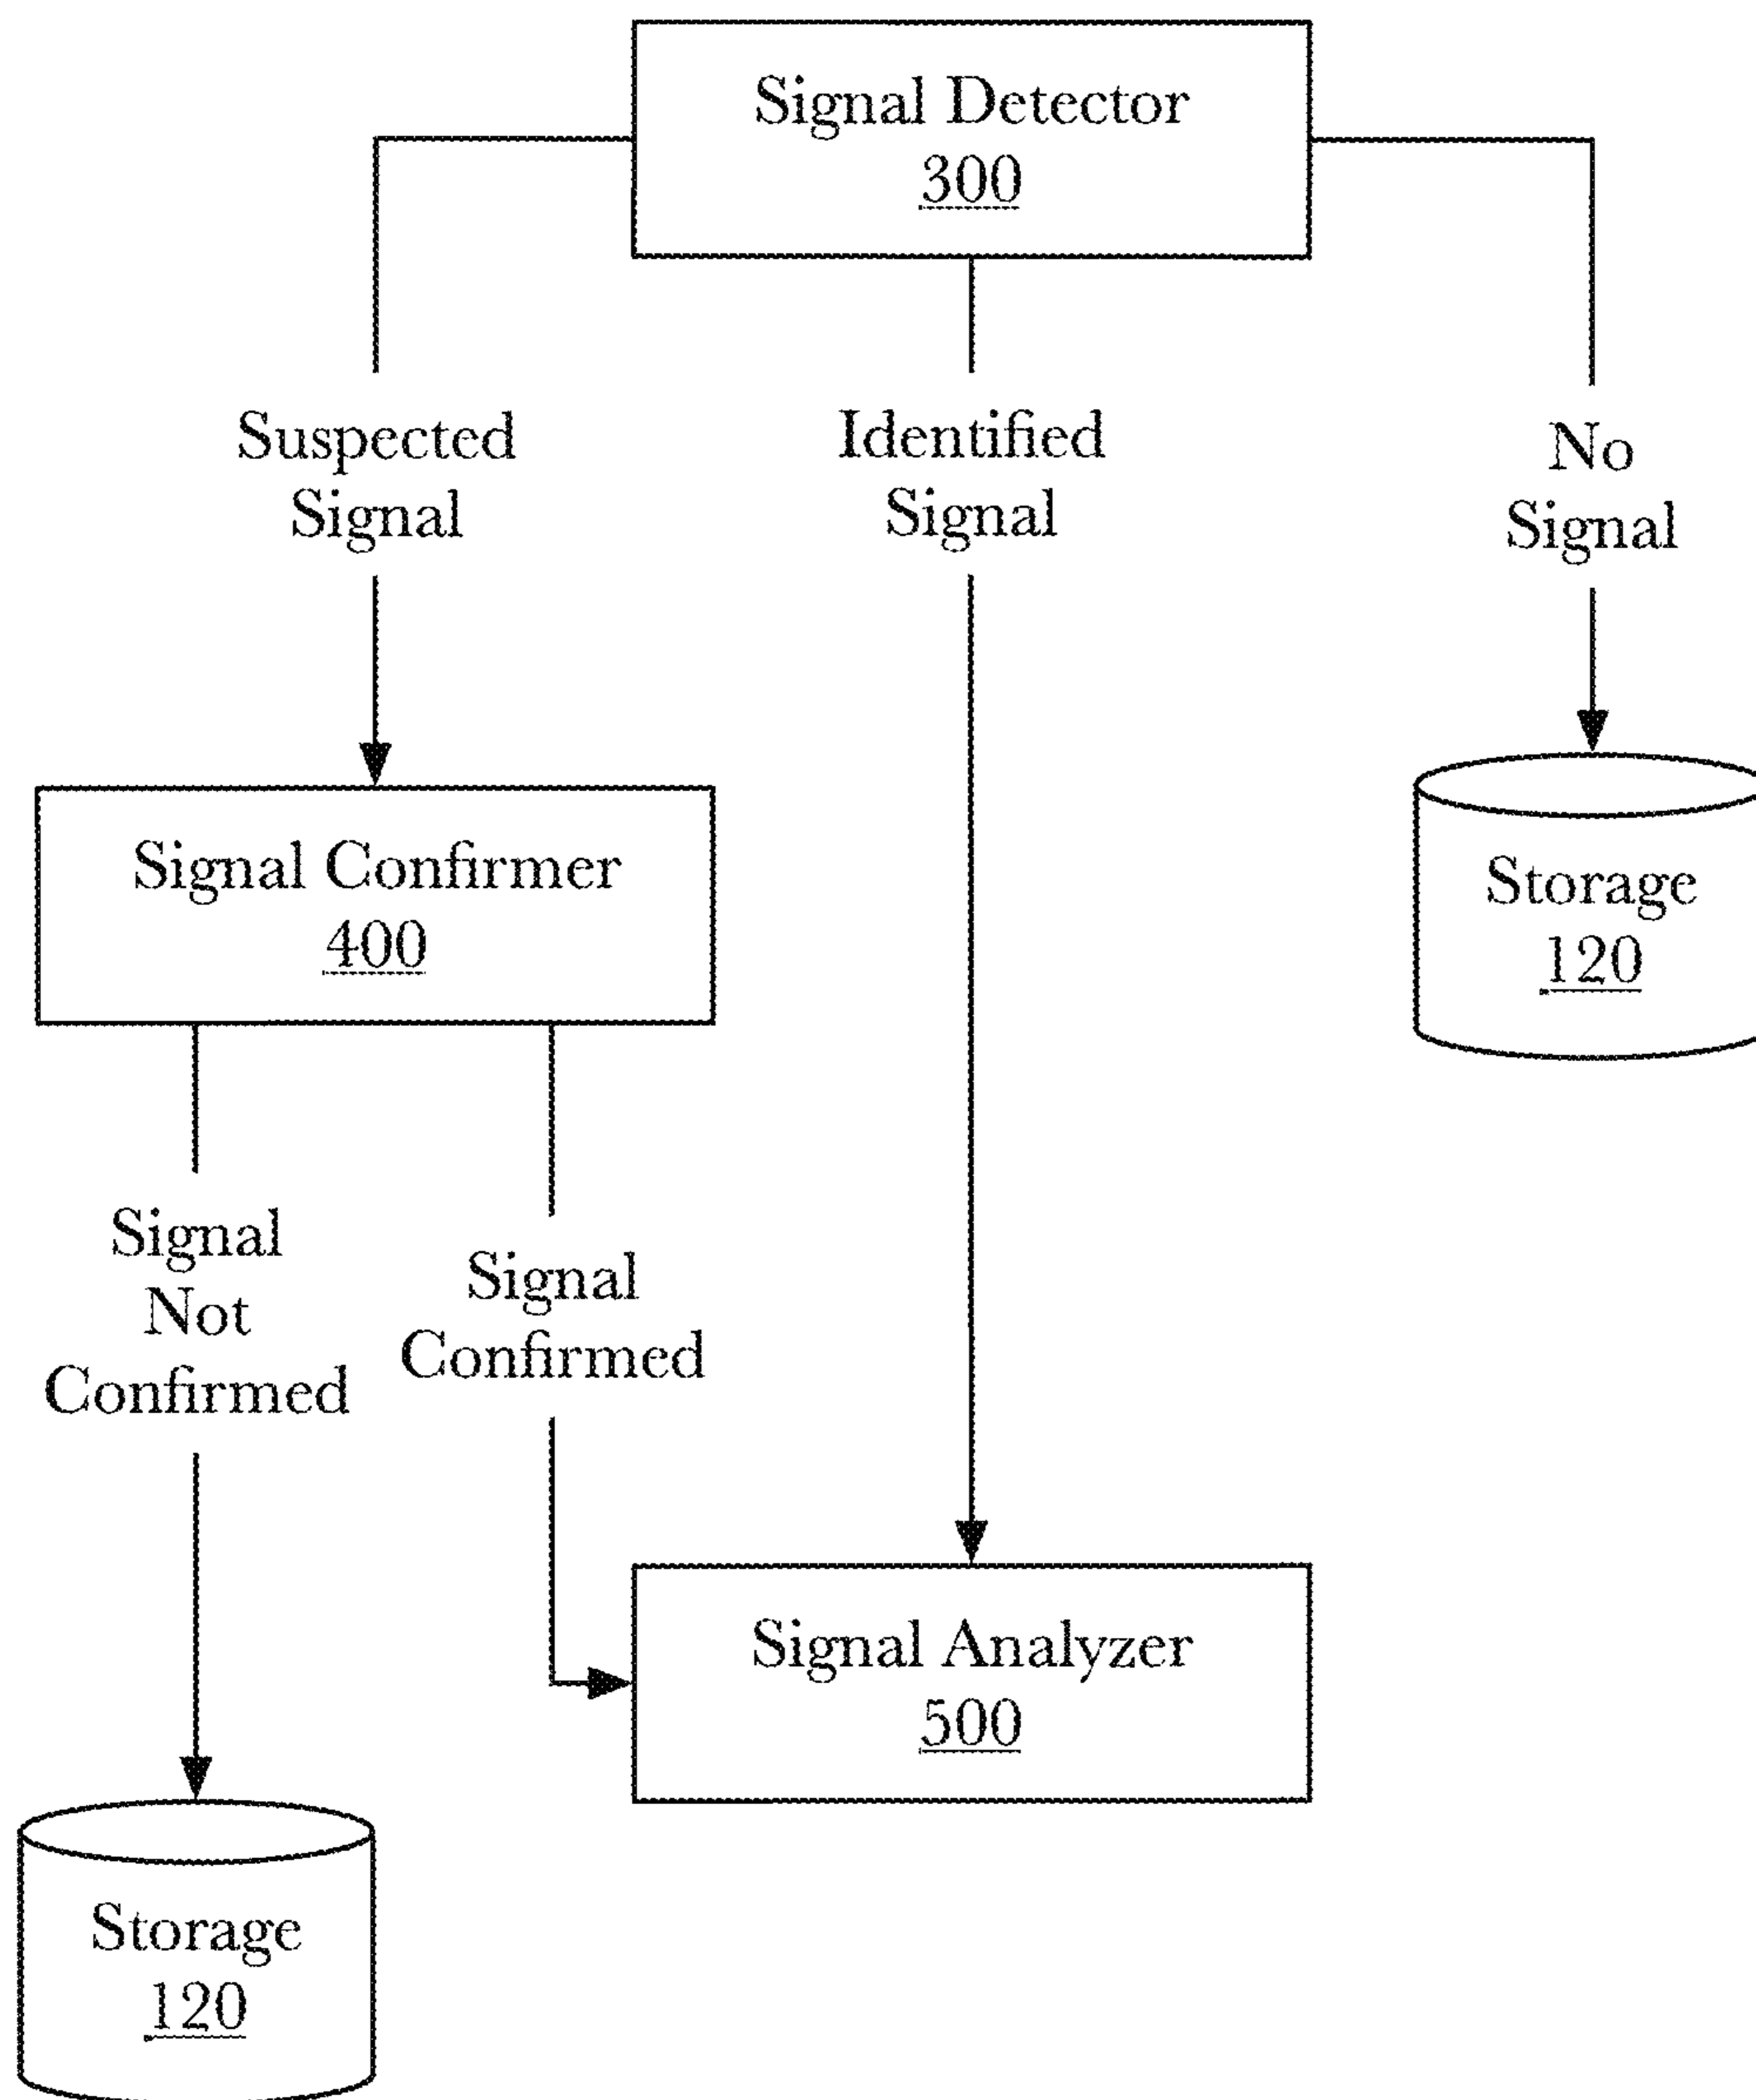 Signal Detector
300
Suspected
Signal
Identified
Signal
No
Signal
Signal Confirmer
400
Storage
120
Signal
Not
Confirmed
Signal
Confirmed
Signal Analyzer
500
Storage
120